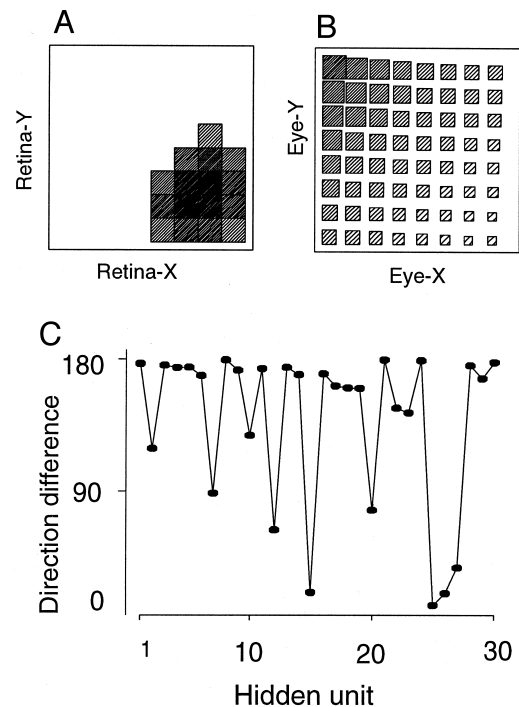 A
Retina-Y
Retina-X
B
Eye-Y
Eye-X
C
Direction difference
180
90
0
1 10 20 30
Hidden unit